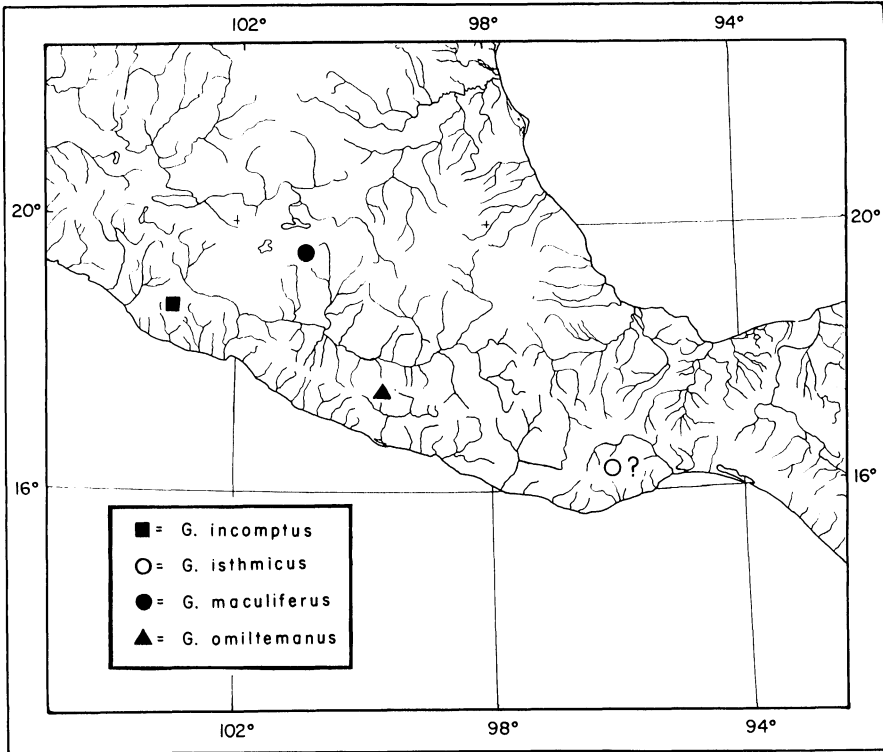 102° 98° 94°
20° 20°
?
16° 16°
■ = G. incomptus
○ = G. isthmicus
● = G. maculiferus
▲ = G. omiltemanus
102° 98° 94°